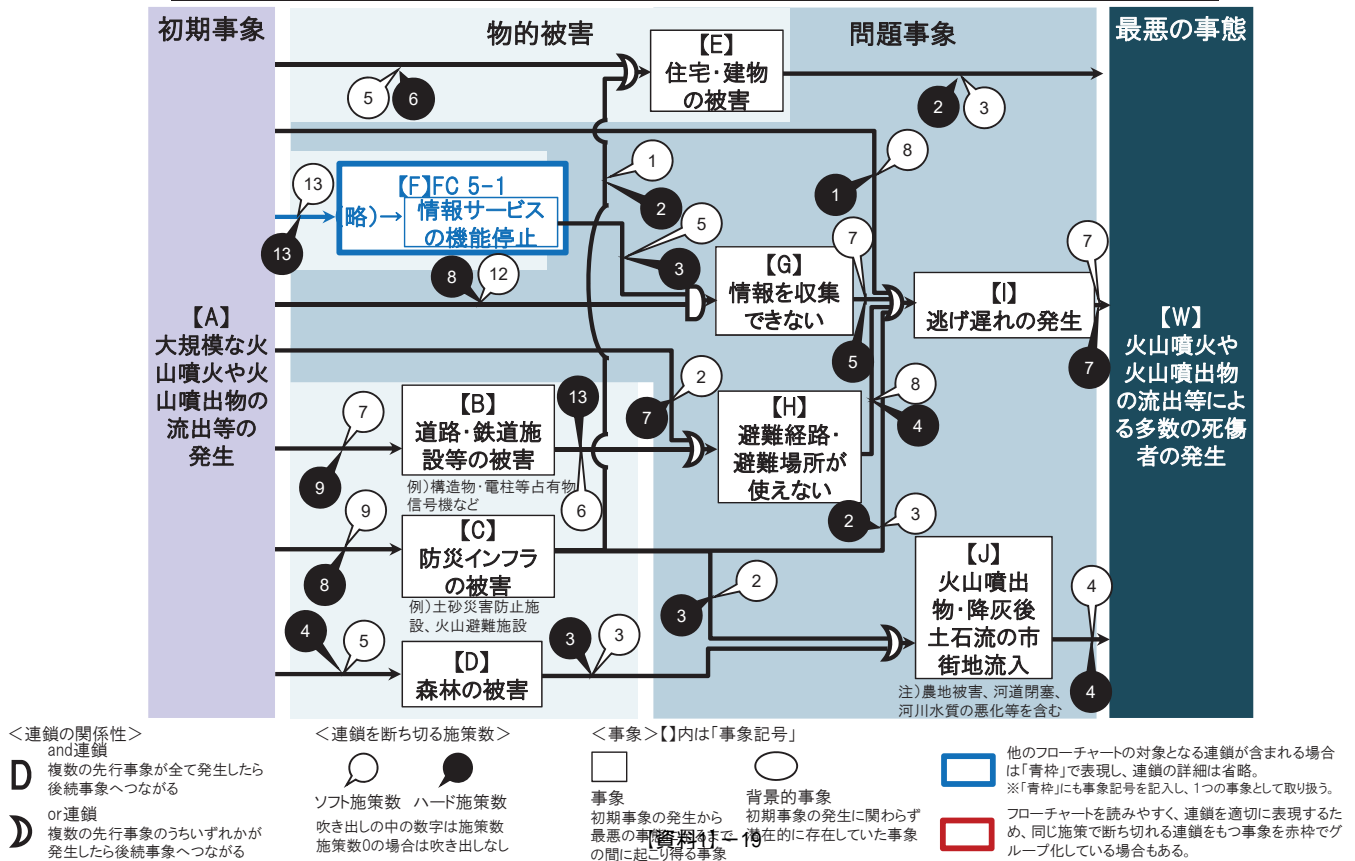 初期事象
物的被害
問題事象
最悪の事態
【E】
住宅・建物
の被害
5
6
2
3
1
2
8
1
13
13
【F】FC 5-1
(略)→
情報サービス
の機能停止
5
3
8
12
【G】
情報を収集
できない
7
5
【I】
逃げ遅れの発生
7
7
【A】
大規模な火
山噴火や火
山噴出物の
流出等の
発生
【W】
火山噴火や
火山噴出物
の流出等によ
る多数の死傷
者の発生
2
7
8
4
7
9
【B】
道路・鉄道施
設等の被害
例)構造物・電柱等占有物
信号機など
13
6
【H】
避難経路・
避難場所が
使えない
9
8
【C】
防災インフラ
の被害
例)土砂災害防止施
設、火山避難施設
2
3
2
3
4
5
【D】
森林の被害
3
3
【J】
火山噴出
物・降灰後
土石流の市
街地流入
注)農地被害、河道閉塞、
河川水質の悪化等を含む
4
4
<連鎖の関係性>
and連鎖
複数の先行事象が全て発生したら
後続事象へつながる
or連鎖
複数の先行事象のうちいずれかが
発生したら後続事象へつながる
<連鎖を断ち切る施策数>
ソフト施策数 ハード施策数
吹き出しの中の数字は施策数
施策数0の場合は吹き出しなし
<事象>【】内は「事象記号」
事象
初期事象の発生から
最悪の事態
まで
の間に起こり得る事象
背景的事象
初期事象の発生に関わらず
潜在的に存在していた事象
【資料1】-19
他のフローチャートの対象となる連鎖が含まれる場合
は「青枠」で表現し、連鎖の詳細は省略。
※「青枠」にも事象記号を記入し、1つの事象として取り扱う。
フローチャートを読みやすく、連鎖を適切に表現するた
め、同じ施策で断ち切れる連鎖をもつ事象を赤枠でグ
ループ化している場合もある。